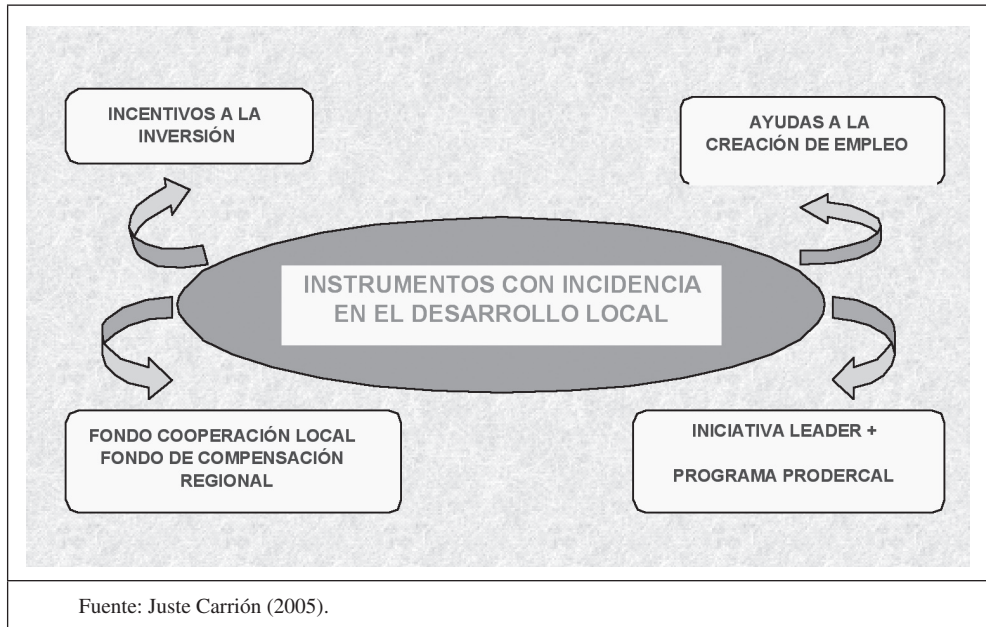 INCENTIVOS A LA
INVERSIÓN
AYUDAS A LA
CREACIÓN DE EMPLEO
INSTRUMENTOS CON INCIDENCIA
EN EL DESARROLLO LOCAL
FONDO COOPERACIÓN LOCAL
FONDO DE COMPENSACIÓN
REGIONAL
INICIATIVA LEADER +
PROGRAMA PRODERCAL
Fuente: Juste Carrión (2005).